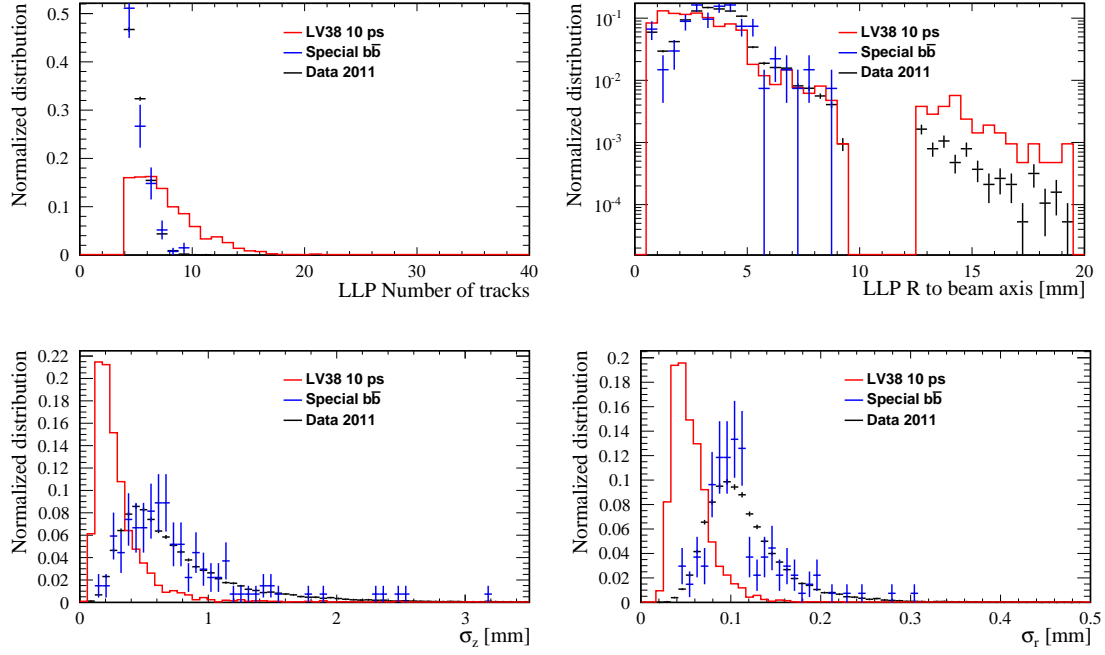 Normalized distribution
0.5
0.4
0.3
0.2
0.1
0
LV38 10 ps
Special bb̅
Data 2011
0 10 20 30 40
LLP Number of tracks
Normalized distribution
10⁻¹
10⁻²
10⁻³
10⁻⁴
LV38 10 ps
Special bb̅
Data 2011
0 5 10 15 20
LLP R to beam axis [mm]
Normalized distribution
0.22
0.2
0.18
0.16
0.14
0.12
0.1
0.08
0.06
0.04
0.02
0
LV38 10 ps
Special bb̅
Data 2011
0 1 2 3
σz [mm]
Normalized distribution
0.2
0.18
0.16
0.14
0.12
0.1
0.08
0.06
0.04
0.02
0
LV38 10 ps
Special bb̅
Data 2011
0 0.1 0.2 0.3 0.4 0.5
σr [mm]